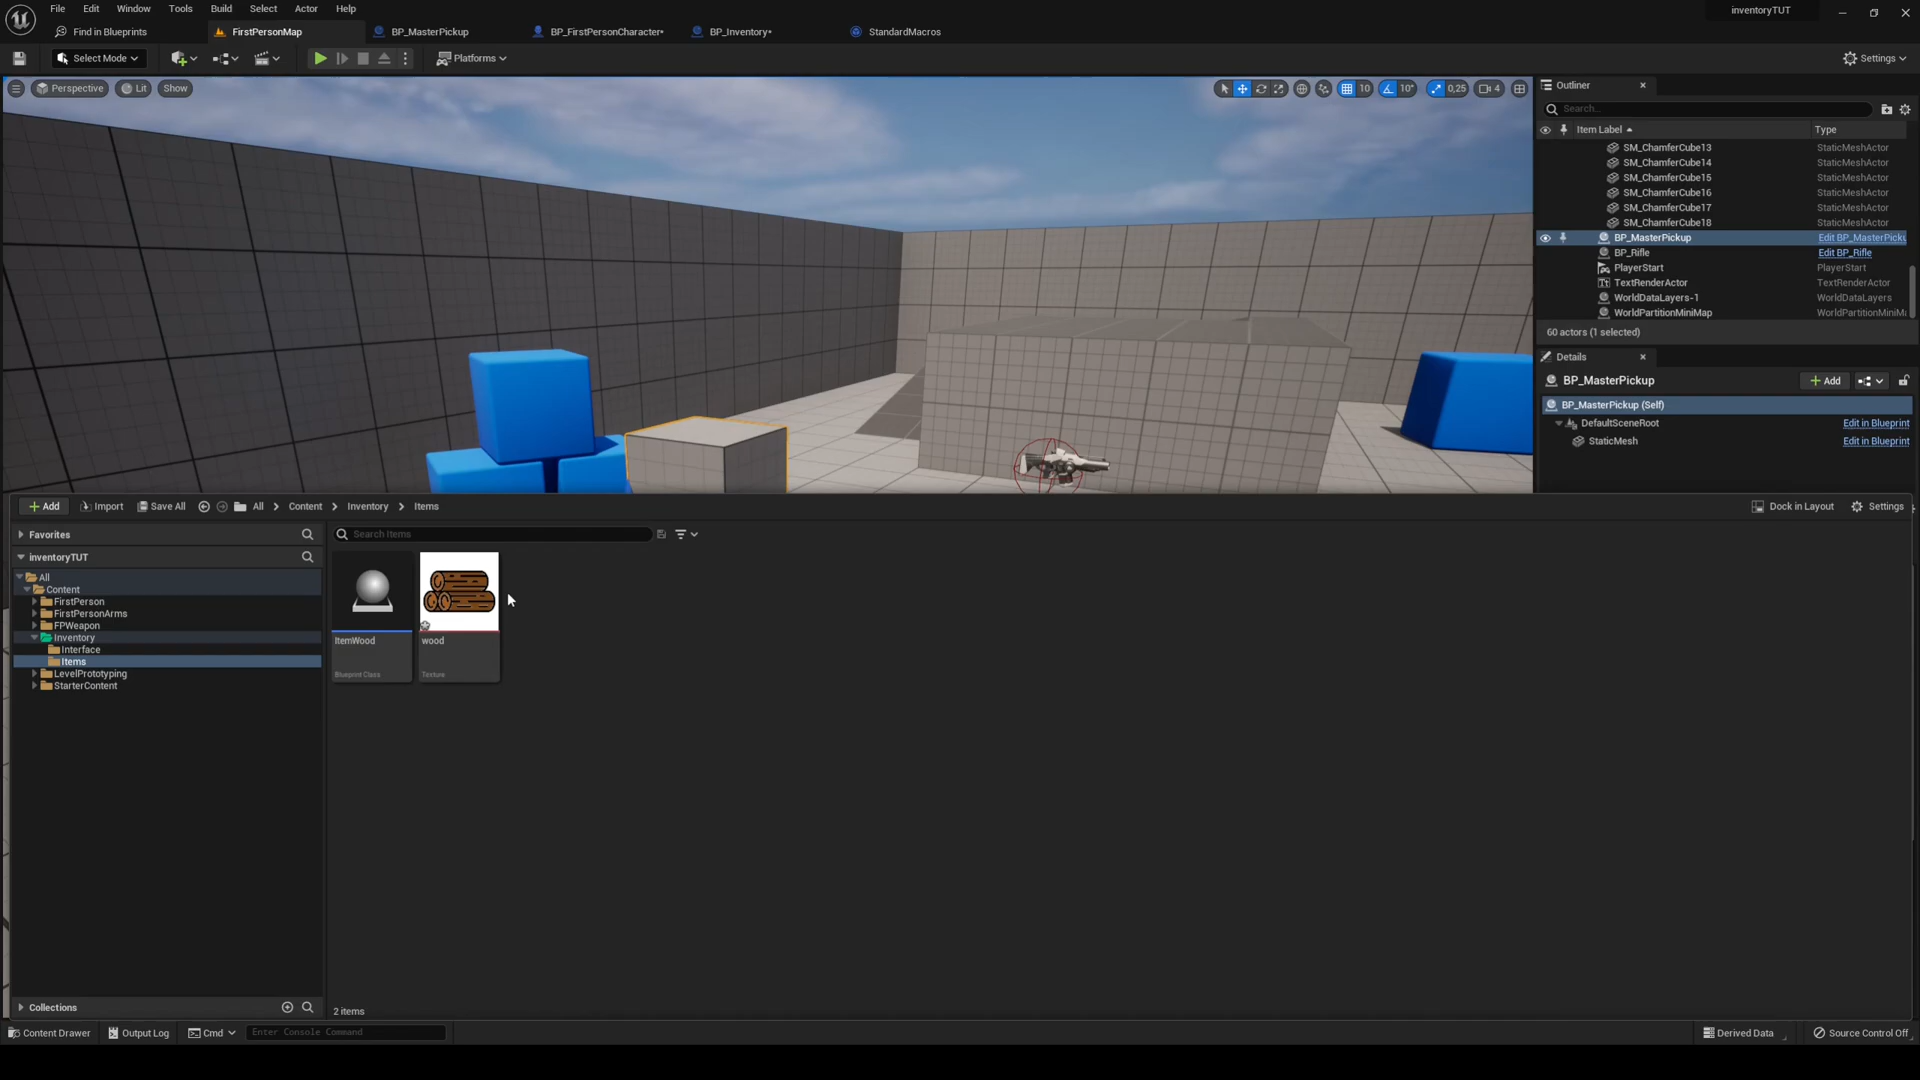 File Edit Window Tools Build Select Actor Help
inventoryTUT
Find in Blueprints FirstPersonMap BP_MasterPickup BP_FirstPersonCharacter* BP_Inventory* StandardMacros
Select Mode Platforms Settings
Perspective Lit Show 10 10° 0,25 4
Outliner
Search...
Item Label Type
SM_ChamferCube13 StaticMeshActor
SM_ChamferCube14 StaticMeshActor
SM_ChamferCube15 StaticMeshActor
SM_ChamferCube16 StaticMeshActor
SM_ChamferCube17 StaticMeshActor
SM_ChamferCube18 StaticMeshActor
BP_MasterPickup Edit BP_MasterPicku
BP_Rifle Edit BP_Rifle
PlayerStart PlayerStart
TextRenderActor TextRenderActor
WorldDataLayers-1 WorldDataLayers
WorldPartitionMiniMap WorldPartitionMiniM
60 actors (1 selected)
Details
BP_MasterPickup Add
BP_MasterPickup (Self)
DefaultSceneRoot Edit in Blueprint
StaticMesh Edit in Blueprint
Add Import Save All All Content Inventory Items Dock in Layout Settings
Favorites Search Items
inventoryTUT
All
Content
FirstPerson
FirstPersonArms
FPWeapon
Inventory
Interface
Items
LevelPrototyping
StarterContent
ItemWood wood
Blueprint Class Texture
Collections 2 items
Content Drawer Output Log Cmd Enter Console Command Derived Data Source Control Off